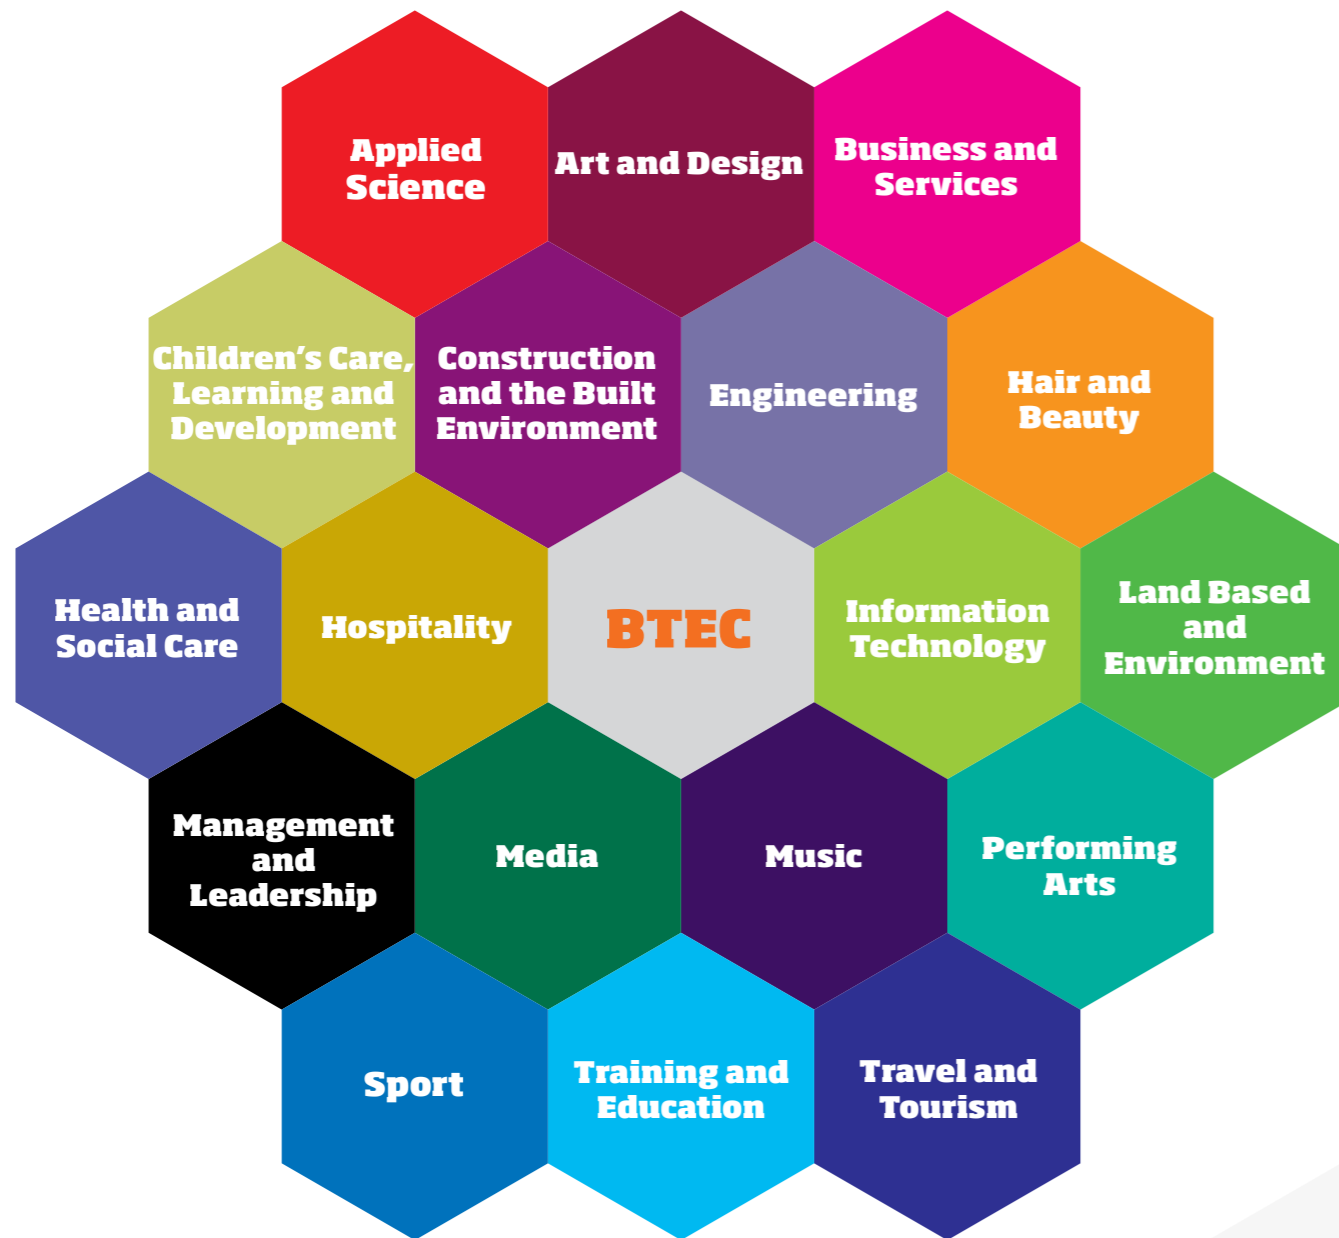 Applied
Science
Art and Design
Business and
Services
Children’s Care,
Learning and
Development
Construction
and the Built
Environment
Engineering
Hair and
Beauty
Health and
Social Care
Hospitality
BTEC
Information
Technology
Land Based
and
Environment
Management
and
Leadership
Media
Music
Performing
Arts
Sport
Training and
Education
Travel and
Tourism